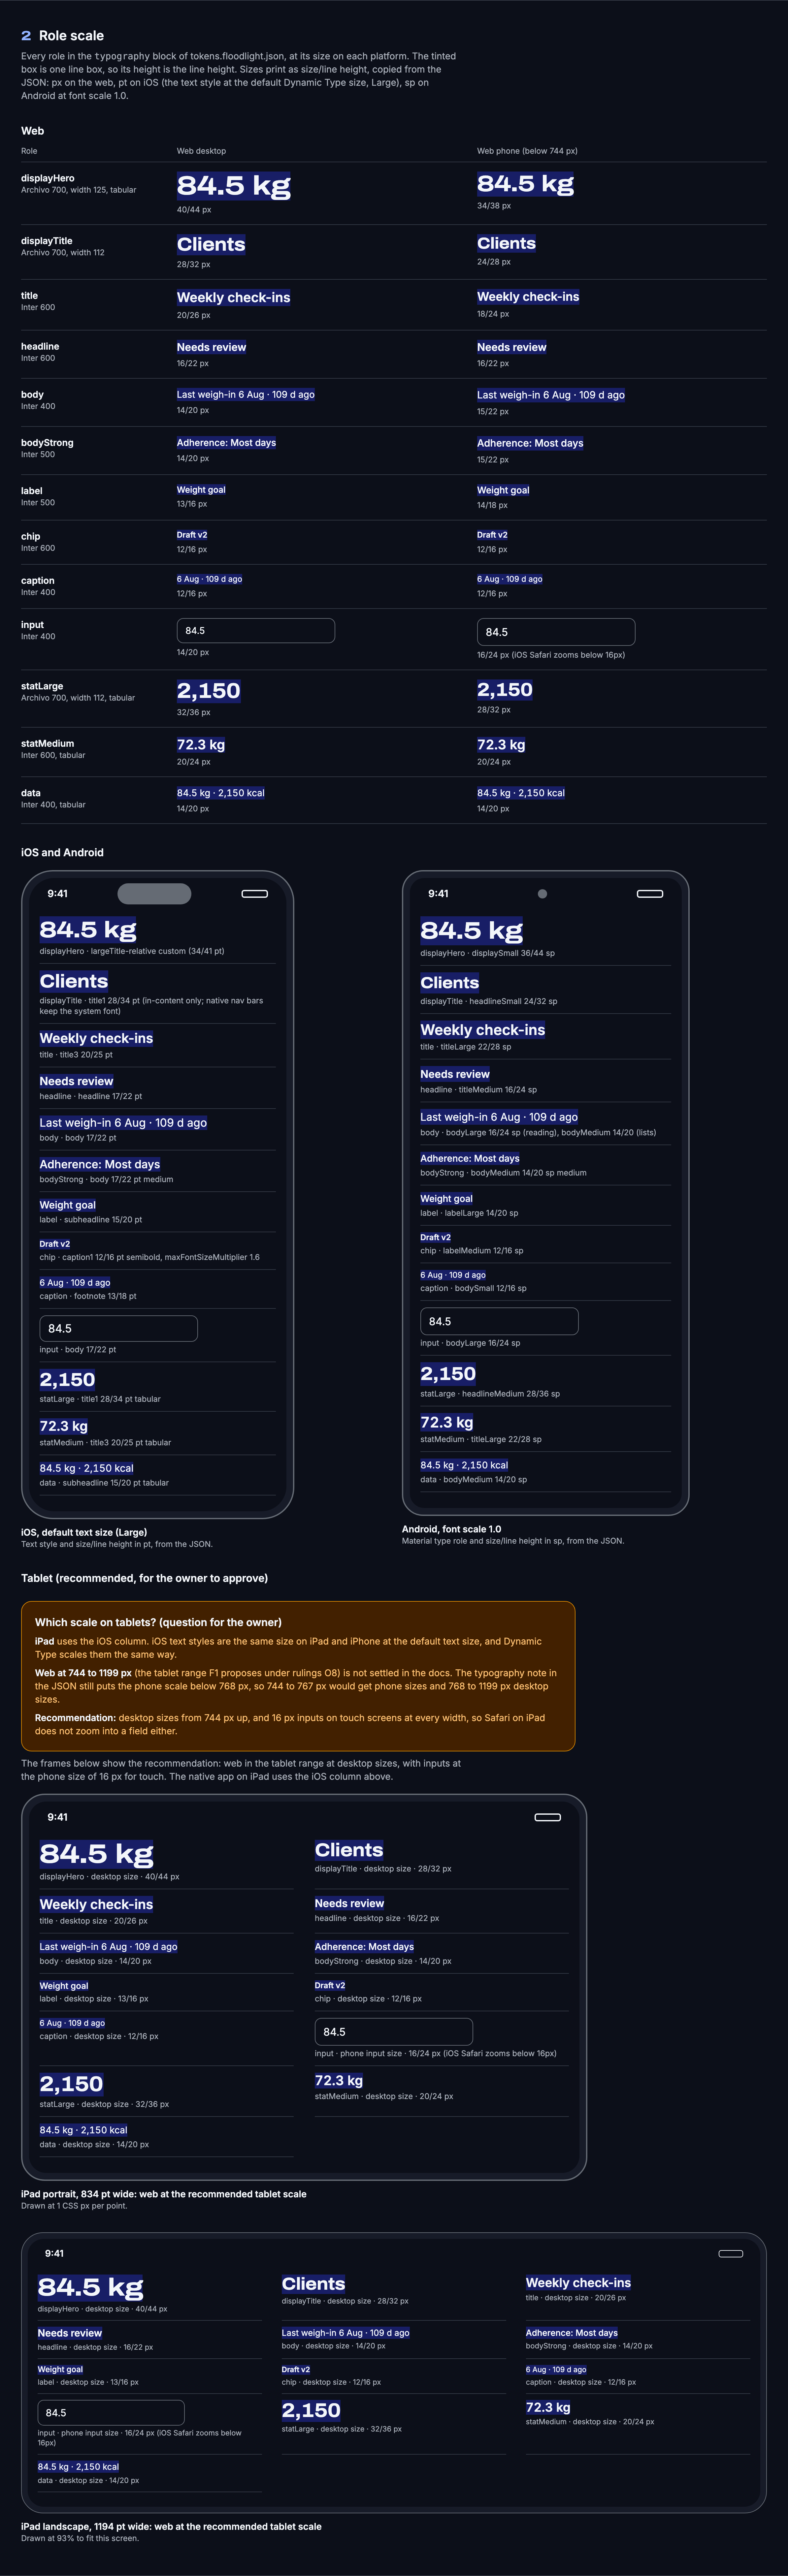 2 Role scale
Every role in the typography block of tokens.floodlight.json, at its size on each platform. The tinted
box is one line box, so its height is the line height. Sizes print as size/line height, copied from the
JSON: px on the web, pt on iOS (the text style at the default Dynamic Type size, Large), sp on
Android at font scale 1.0.
Web
Role Web desktop Web phone (below 744 px)
displayHero
Archivo 700, width 125, tabular
84.5 kg
40/44 px
84.5 kg
34/38 px
displayTitle
Archivo 700, width 112
Clients
28/32 px
Clients
24/28 px
title
Inter 600
Weekly check-ins
20/26 px
Weekly check-ins
18/24 px
headline
Inter 600
Needs review
16/22 px
Needs review
16/22 px
body
Inter 400
Last weigh-in 6 Aug · 109 d ago
14/20 px
Last weigh-in 6 Aug · 109 d ago
15/22 px
bodyStrong
Inter 500
Adherence: Most days
14/20 px
Adherence: Most days
15/22 px
label
Inter 500
Weight goal
13/16 px
Weight goal
14/18 px
chip
Inter 600
Draft v2
12/16 px
Draft v2
12/16 px
caption
Inter 400
6 Aug · 109 d ago
12/16 px
6 Aug · 109 d ago
12/16 px
input
Inter 400
84.5
14/20 px
84.5
16/24 px (iOS Safari zooms below 16px)
statLarge
Archivo 700, width 112, tabular
2,150
32/36 px
2,150
28/32 px
statMedium
Inter 600, tabular
72.3 kg
20/24 px
72.3 kg
20/24 px
data
Inter 400, tabular
84.5 kg · 2,150 kcal
14/20 px
84.5 kg · 2,150 kcal
14/20 px
iOS and Android
9:41
84.5 kg
displayHero · largeTitle-relative custom (34/41 pt)
Clients
displayTitle · title1 28/34 pt (in-content only; native nav bars
keep the system font)
Weekly check-ins
title · title3 20/25 pt
Needs review
headline · headline 17/22 pt
Last weigh-in 6 Aug · 109 d ago
body · body 17/22 pt
Adherence: Most days
bodyStrong · body 17/22 pt medium
Weight goal
label · subheadline 15/20 pt
Draft v2
chip · caption1 12/16 pt semibold, maxFontSizeMultiplier 1.6
6 Aug · 109 d ago
caption · footnote 13/18 pt
84.5
input · body 17/22 pt
2,150
statLarge · title1 28/34 pt tabular
72.3 kg
statMedium · title3 20/25 pt tabular
84.5 kg · 2,150 kcal
data · subheadline 15/20 pt tabular
iOS, default text size (Large)
Text style and size/line height in pt, from the JSON.
9:41
84.5 kg
displayHero · displaySmall 36/44 sp
Clients
displayTitle · headlineSmall 24/32 sp
Weekly check-ins
title · titleLarge 22/28 sp
Needs review
headline · titleMedium 16/24 sp
Last weigh-in 6 Aug · 109 d ago
body · bodyLarge 16/24 sp (reading), bodyMedium 14/20 (lists)
Adherence: Most days
bodyStrong · bodyMedium 14/20 sp medium
Weight goal
label · labelLarge 14/20 sp
Draft v2
chip · labelMedium 12/16 sp
6 Aug · 109 d ago
caption · bodySmall 12/16 sp
84.5
input · bodyLarge 16/24 sp
2,150
statLarge · headlineMedium 28/36 sp
72.3 kg
statMedium · titleLarge 22/28 sp
84.5 kg · 2,150 kcal
data · bodyMedium 14/20 sp
Android, font scale 1.0
Material type role and size/line height in sp, from the JSON.
Tablet (recommended, for the owner to approve)
Which scale on tablets? (question for the owner)
iPad uses the iOS column. iOS text styles are the same size on iPad and iPhone at the default text size, and Dynamic
Type scales them the same way.
Web at 744 to 1199 px (the tablet range F1 proposes under rulings O8) is not settled in the docs. The typography note in
the JSON still puts the phone scale below 768 px, so 744 to 767 px would get phone sizes and 768 to 1199 px desktop
sizes.
Recommendation: desktop sizes from 744 px up, and 16 px inputs on touch screens at every width, so Safari on iPad
does not zoom into a field either.
The frames below show the recommendation: web in the tablet range at desktop sizes, with inputs at
the phone size of 16 px for touch. The native app on iPad uses the iOS column above.
9:41
84.5 kg
displayHero · desktop size · 40/44 px
Clients
displayTitle · desktop size · 28/32 px
Weekly check-ins
title · desktop size · 20/26 px
Needs review
headline · desktop size · 16/22 px
Last weigh-in 6 Aug · 109 d ago
body · desktop size · 14/20 px
Adherence: Most days
bodyStrong · desktop size · 14/20 px
Weight goal
label · desktop size · 13/16 px
Draft v2
chip · desktop size · 12/16 px
6 Aug · 109 d ago
caption · desktop size · 12/16 px
84.5
input · phone input size · 16/24 px (iOS Safari zooms below 16px)
2,150
statLarge · desktop size · 32/36 px
72.3 kg
statMedium · desktop size · 20/24 px
84.5 kg · 2,150 kcal
data · desktop size · 14/20 px
iPad portrait, 834 pt wide: web at the recommended tablet scale
Drawn at 1 CSS px per point.
9:41
84.5 kg
displayHero · desktop size · 40/44 px
Clients
displayTitle · desktop size · 28/32 px
Weekly check-ins
title · desktop size · 20/26 px
Needs review
headline · desktop size · 16/22 px
Last weigh-in 6 Aug · 109 d ago
body · desktop size · 14/20 px
Adherence: Most days
bodyStrong · desktop size · 14/20 px
Weight goal
label · desktop size · 13/16 px
Draft v2
chip · desktop size · 12/16 px
6 Aug · 109 d ago
caption · desktop size · 12/16 px
84.5
input · phone input size · 16/24 px (iOS Safari zooms below
16px)
2,150
statLarge · desktop size · 32/36 px
72.3 kg
statMedium · desktop size · 20/24 px
84.5 kg · 2,150 kcal
data · desktop size · 14/20 px
iPad landscape, 1194 pt wide: web at the recommended tablet scale
Drawn at 93% to fit this screen.